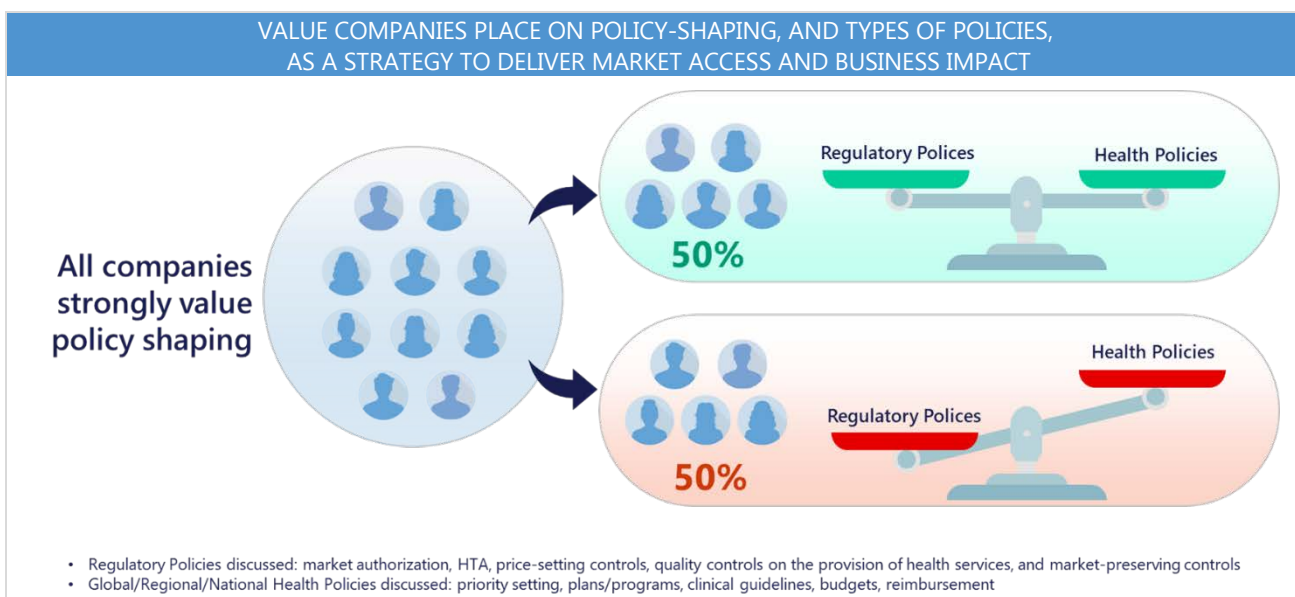 VALUE COMPANIES PLACE ON POLICY-SHAPING, AND TYPES OF POLICIES,
AS A STRATEGY TO DELIVER MARKET ACCESS AND BUSINESS IMPACT
All companies
strongly value
policy shaping
Regulatory Polices
Health Policies
50%
Health Policies
Regulatory Polices
50%
• Regulatory Policies discussed: market authorization, HTA, price-setting controls, quality controls on the provision of health services, and market-preserving controls
• Global/Regional/National Health Policies discussed: priority setting, plans/programs, clinical guidelines, budgets, reimbursement